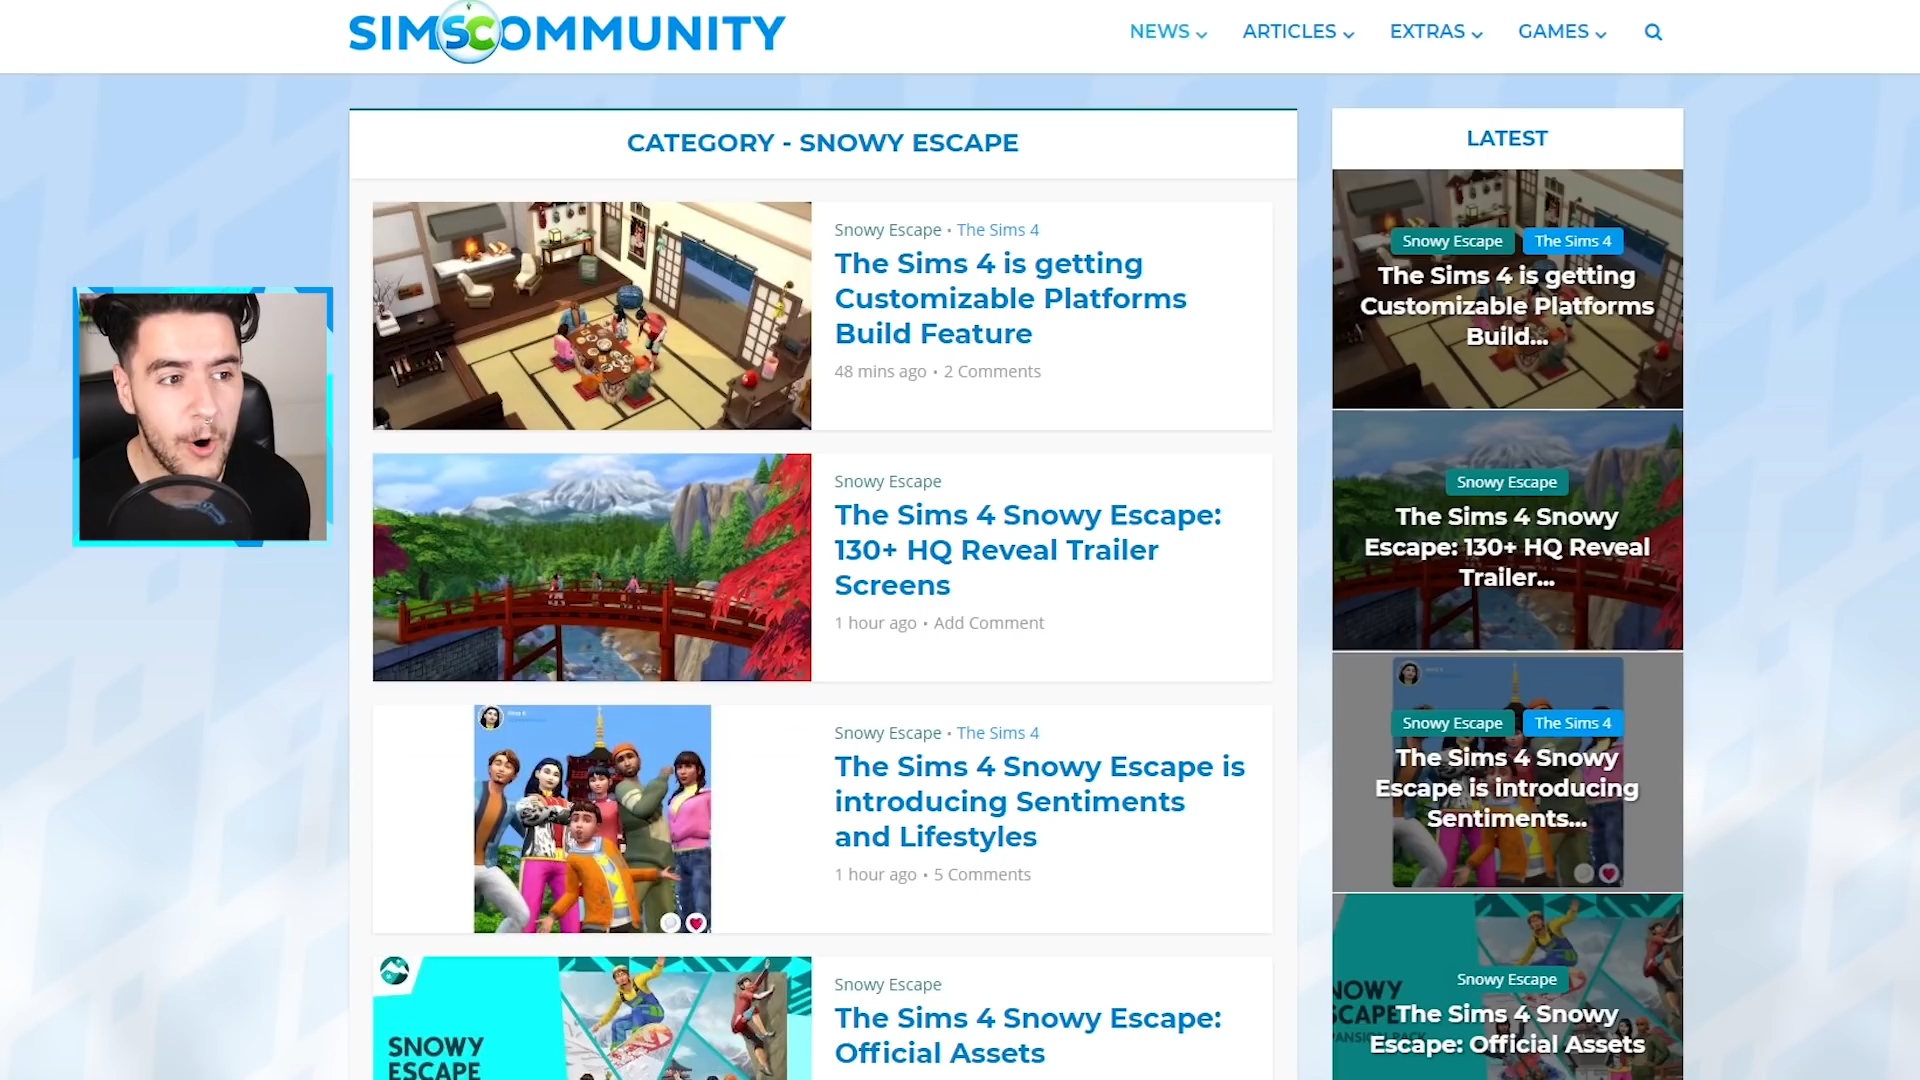 SIMSCOMMUNITY
NEWS
ARTICLES
EXTRAS
GAMES
CATEGORY - SNOWY ESCAPE
Snowy Escape • The Sims 4
The Sims 4 is getting
Customizable Platforms
Build Feature
48 mins ago • 2 Comments
Snowy Escape
The Sims 4 Snowy Escape:
130+ HQ Reveal Trailer
Screens
1 hour ago • Add Comment
Snowy Escape • The Sims 4
The Sims 4 Snowy Escape is
introducing Sentiments
and Lifestyles
1 hour ago • 5 Comments
SNOWY
ESCAPE
Snowy Escape
The Sims 4 Snowy Escape:
Official Assets
LATEST
Snowy Escape
The Sims 4
The Sims 4 is getting
Customizable Platforms
Build...
Snowy Escape
The Sims 4 Snowy
Escape: 130+ HQ Reveal
Trailer...
Snowy Escape
The Sims 4
The Sims 4 Snowy
Escape is introducing
Sentiments...
Snowy Escape
The Sims 4 Snowy
Escape: Official Assets